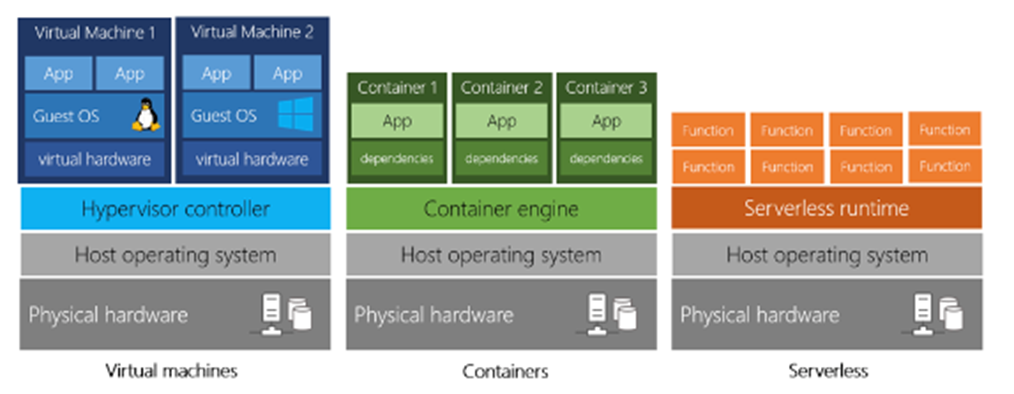 Virtual Machine 1
App App
Guest OS
virtual hardware
Virtual Machine 2
App App
Guest OS
virtual hardware
Hypervisor controller
Host operating system
Physical hardware
Virtual machines
Container 1
App
dependencies
Container 2
App
dependencies
Container 3
App
dependencies
Container engine
Host operating system
Physical hardware
Containers
Function Function Function Function
Function Function Function Function
Serverless runtime
Host operating system
Physical hardware
Serverless